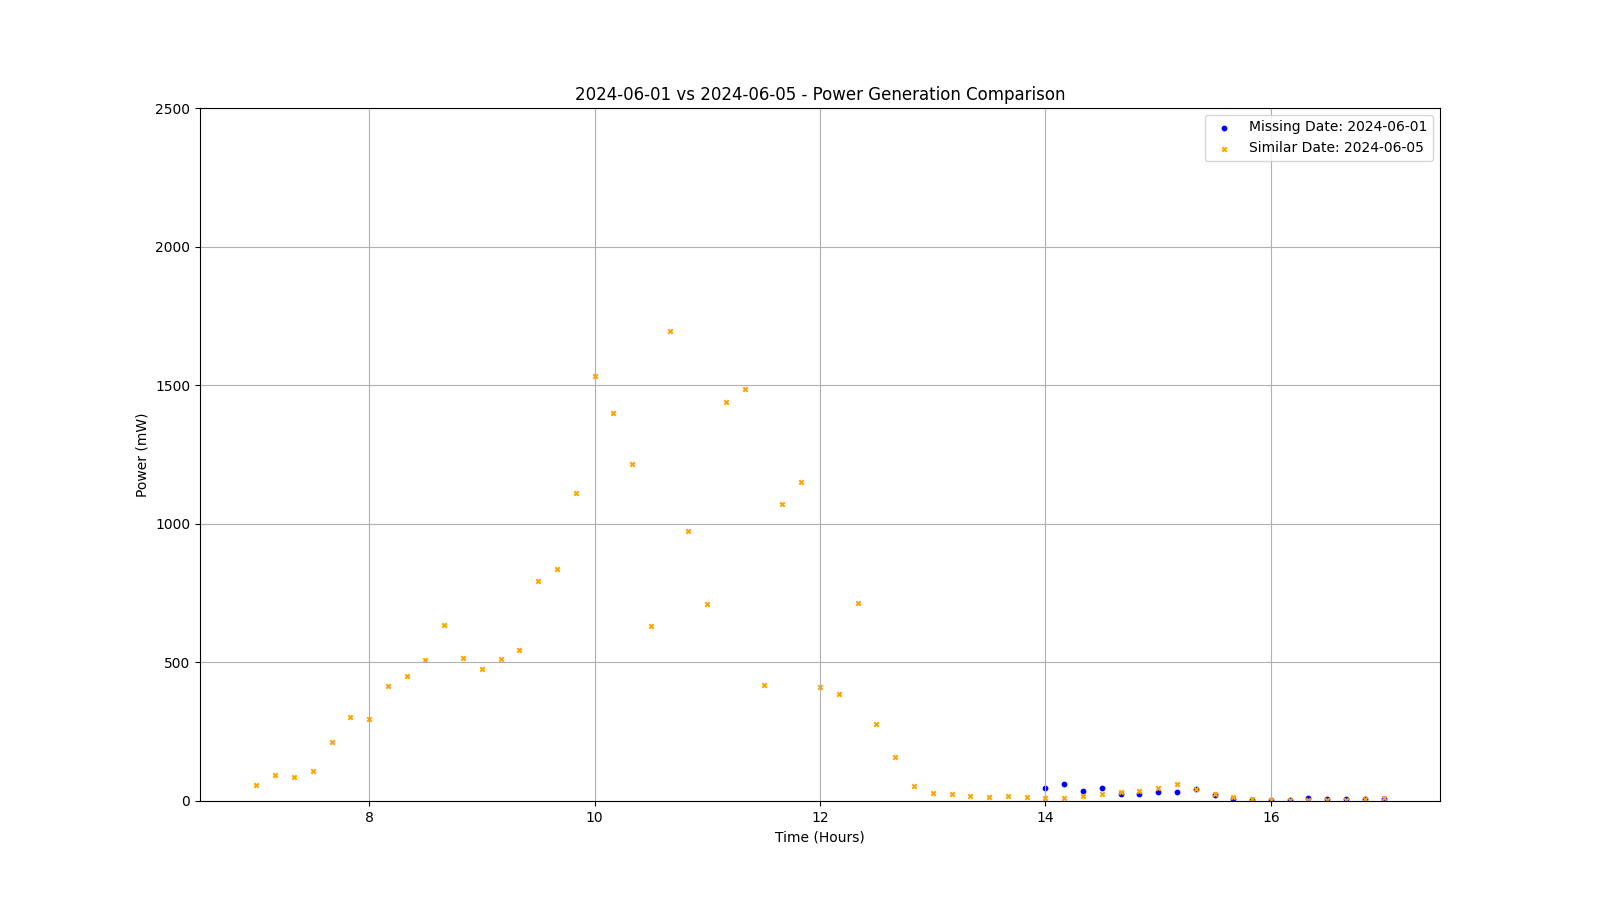 2024-06-01 vs 2024-06-05 - Power Generation Comparison
Missing Date: 2024-06-01
Similar Date: 2024-06-05
Power (mW)
2500
2000
1500
1000
500
0
8 10 12 14 16
Time (Hours)